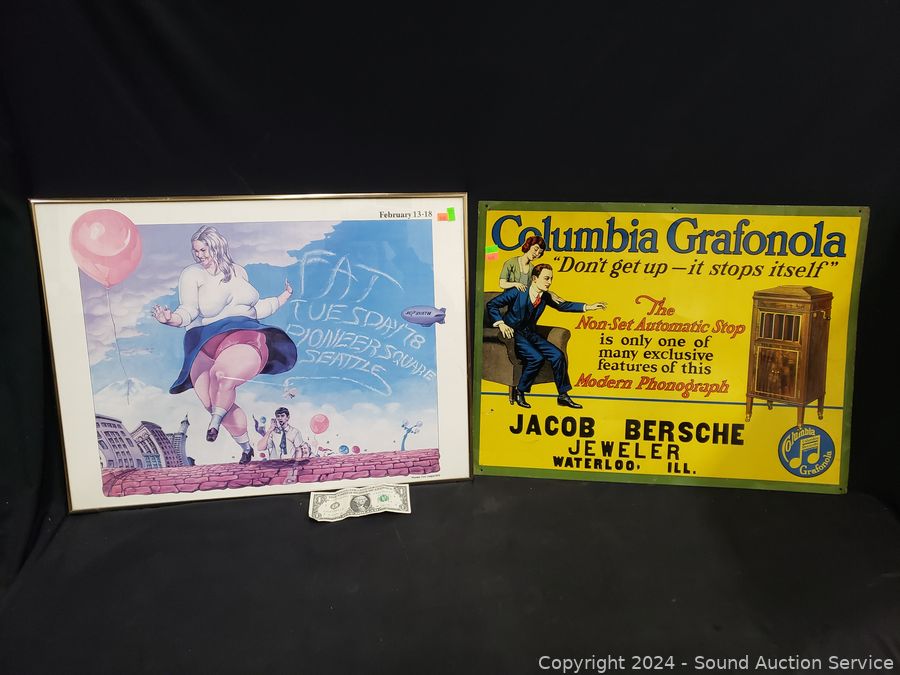 February 13-18
FAT
TUESDAY '78
PIONEER SQUARE
SEATTLE
Columbia Grafonola
"Don't get up—it stops itself"
The
Non-Set Automatic Stop
is only one of
many exclusive
features of this
Modern Phonograph
JACOB BERSCHE
JEWELER
WATERLOO, ILL.
Columbia
Grafonola
Copyright © 2024 - Sound Auction Service